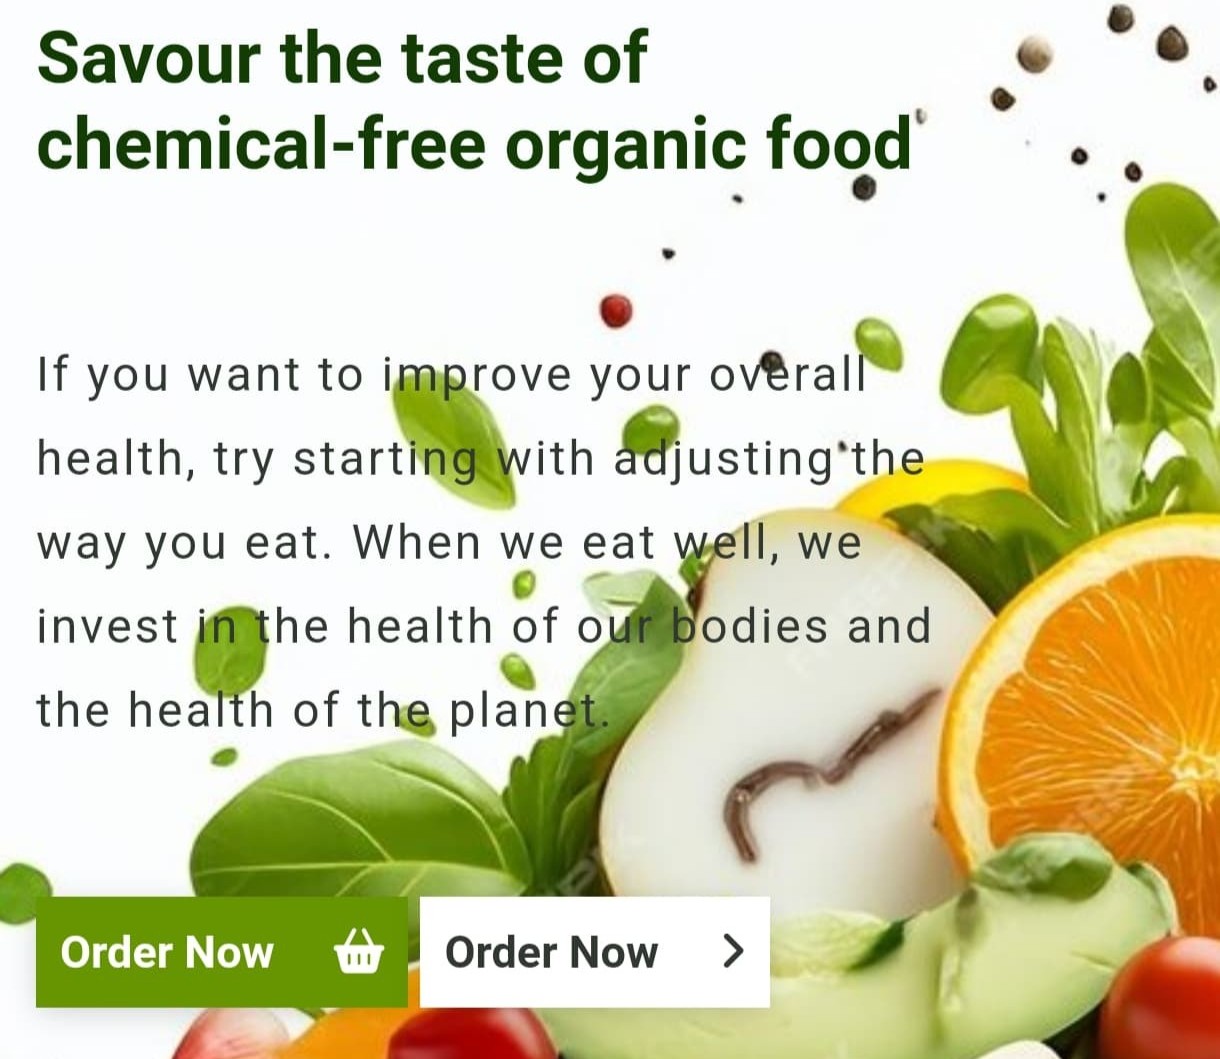 Savour the taste of
chemical-free organic food
If you want to improve your overall
health, try starting with adjusting the
way you eat. When we eat well, we
invest in the health of our bodies and
the health of the planet.
Order Now
Order Now